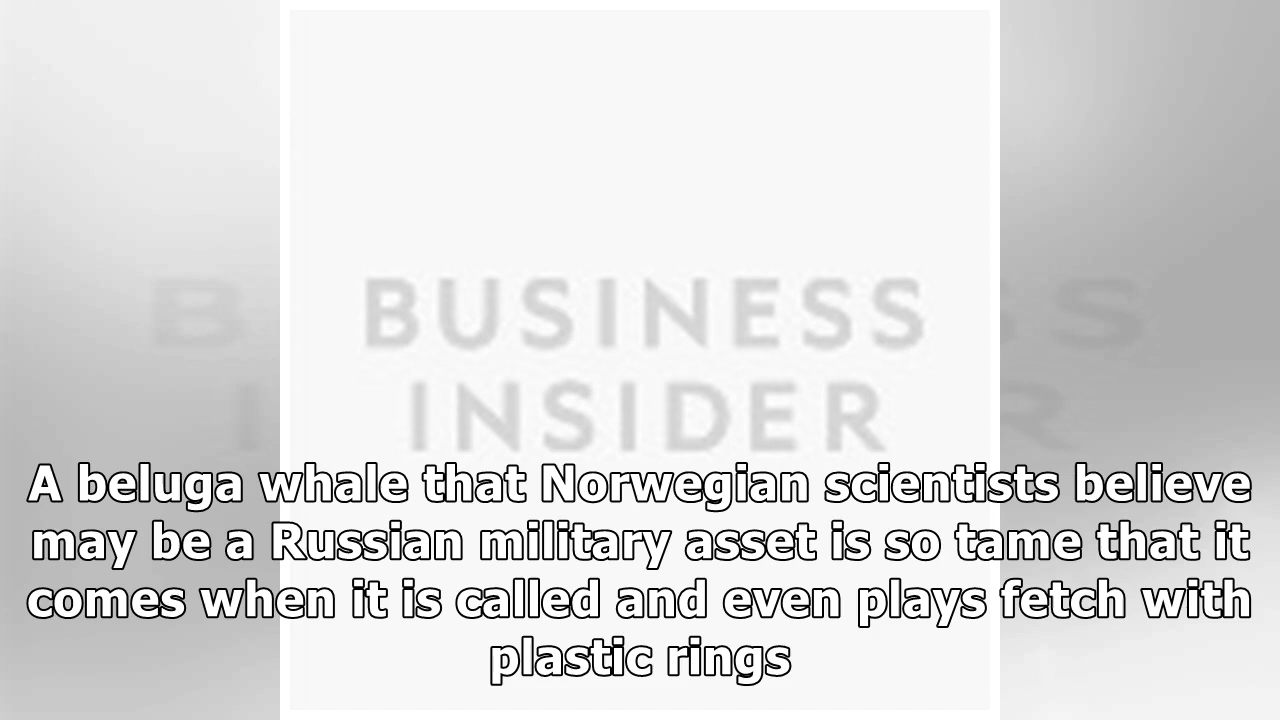 BUSINESS
INSIDER
A beluga whale that Norwegian scientists believe
may be a Russian military asset is so tame that it
comes when it is called and even plays fetch with
plastic rings